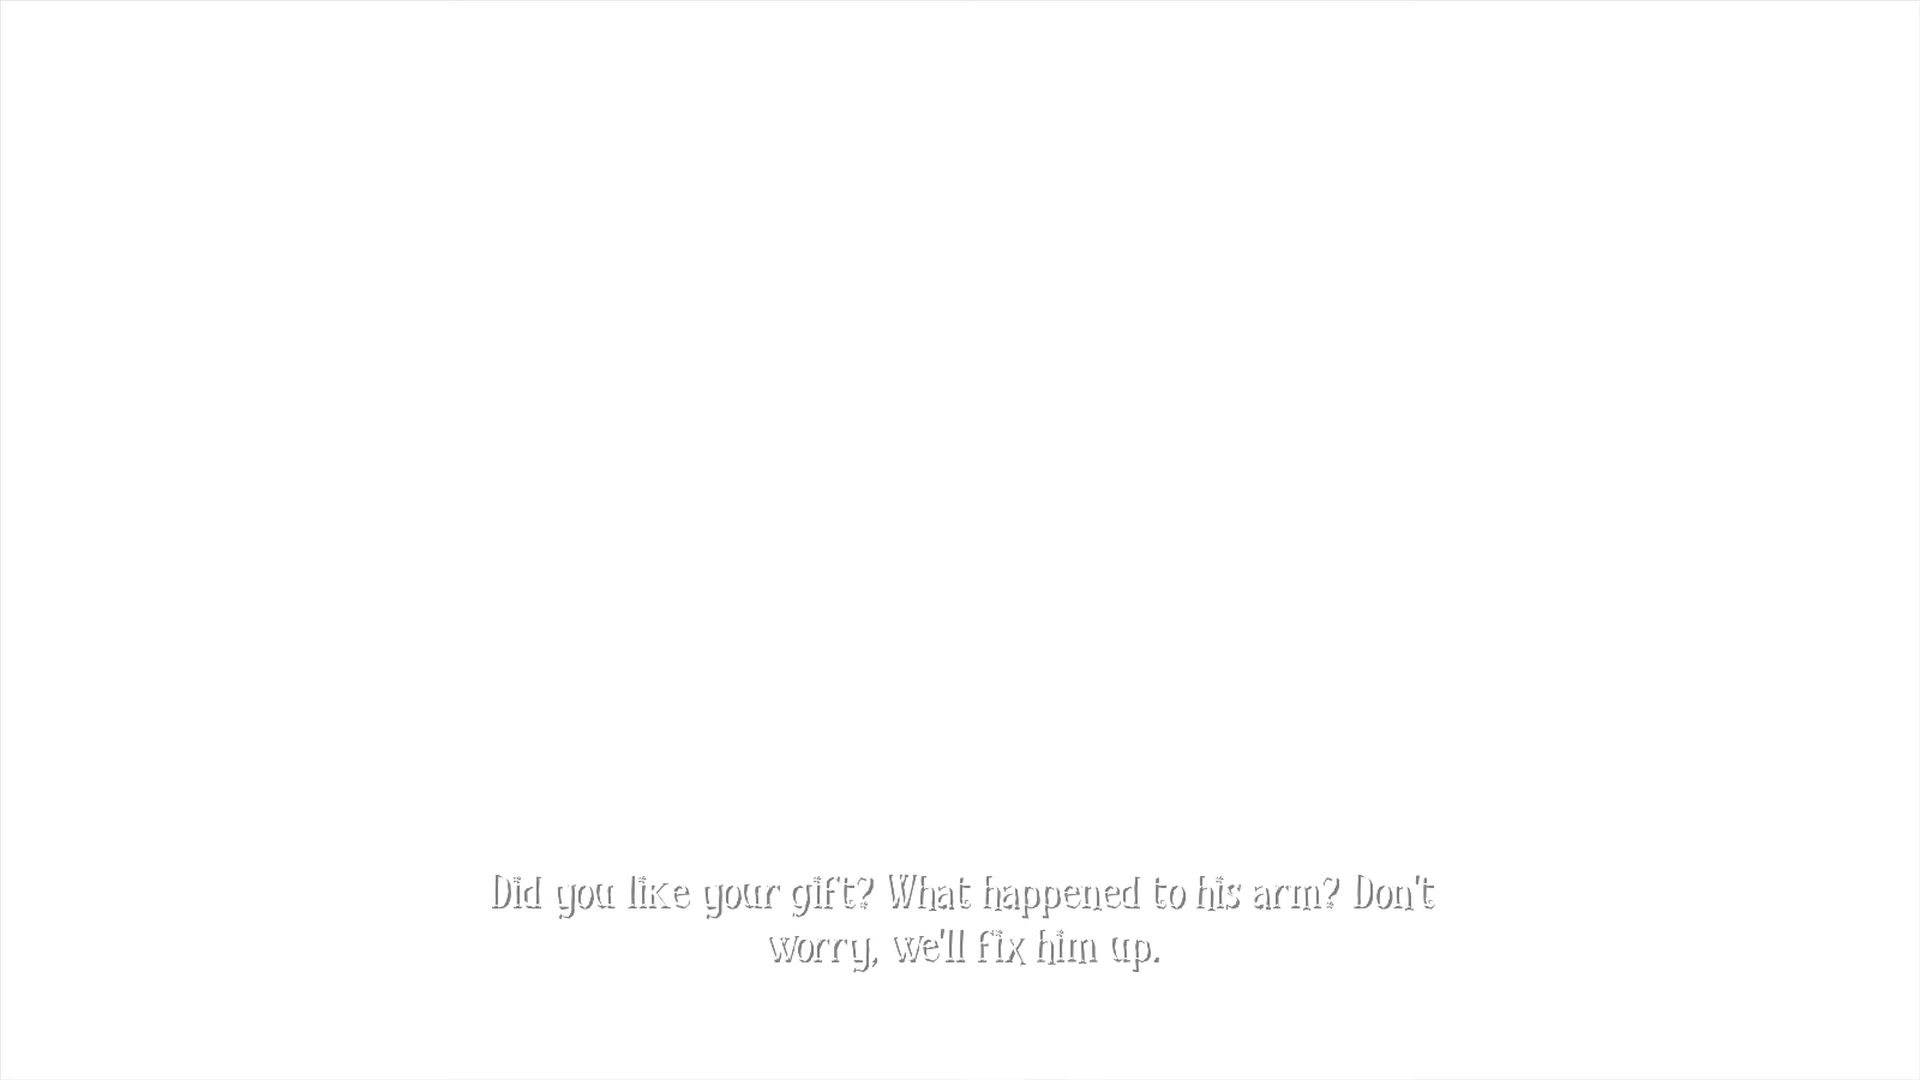 Did you like your gift? What happened to his arm? Don't
worry, we'll fix him up.